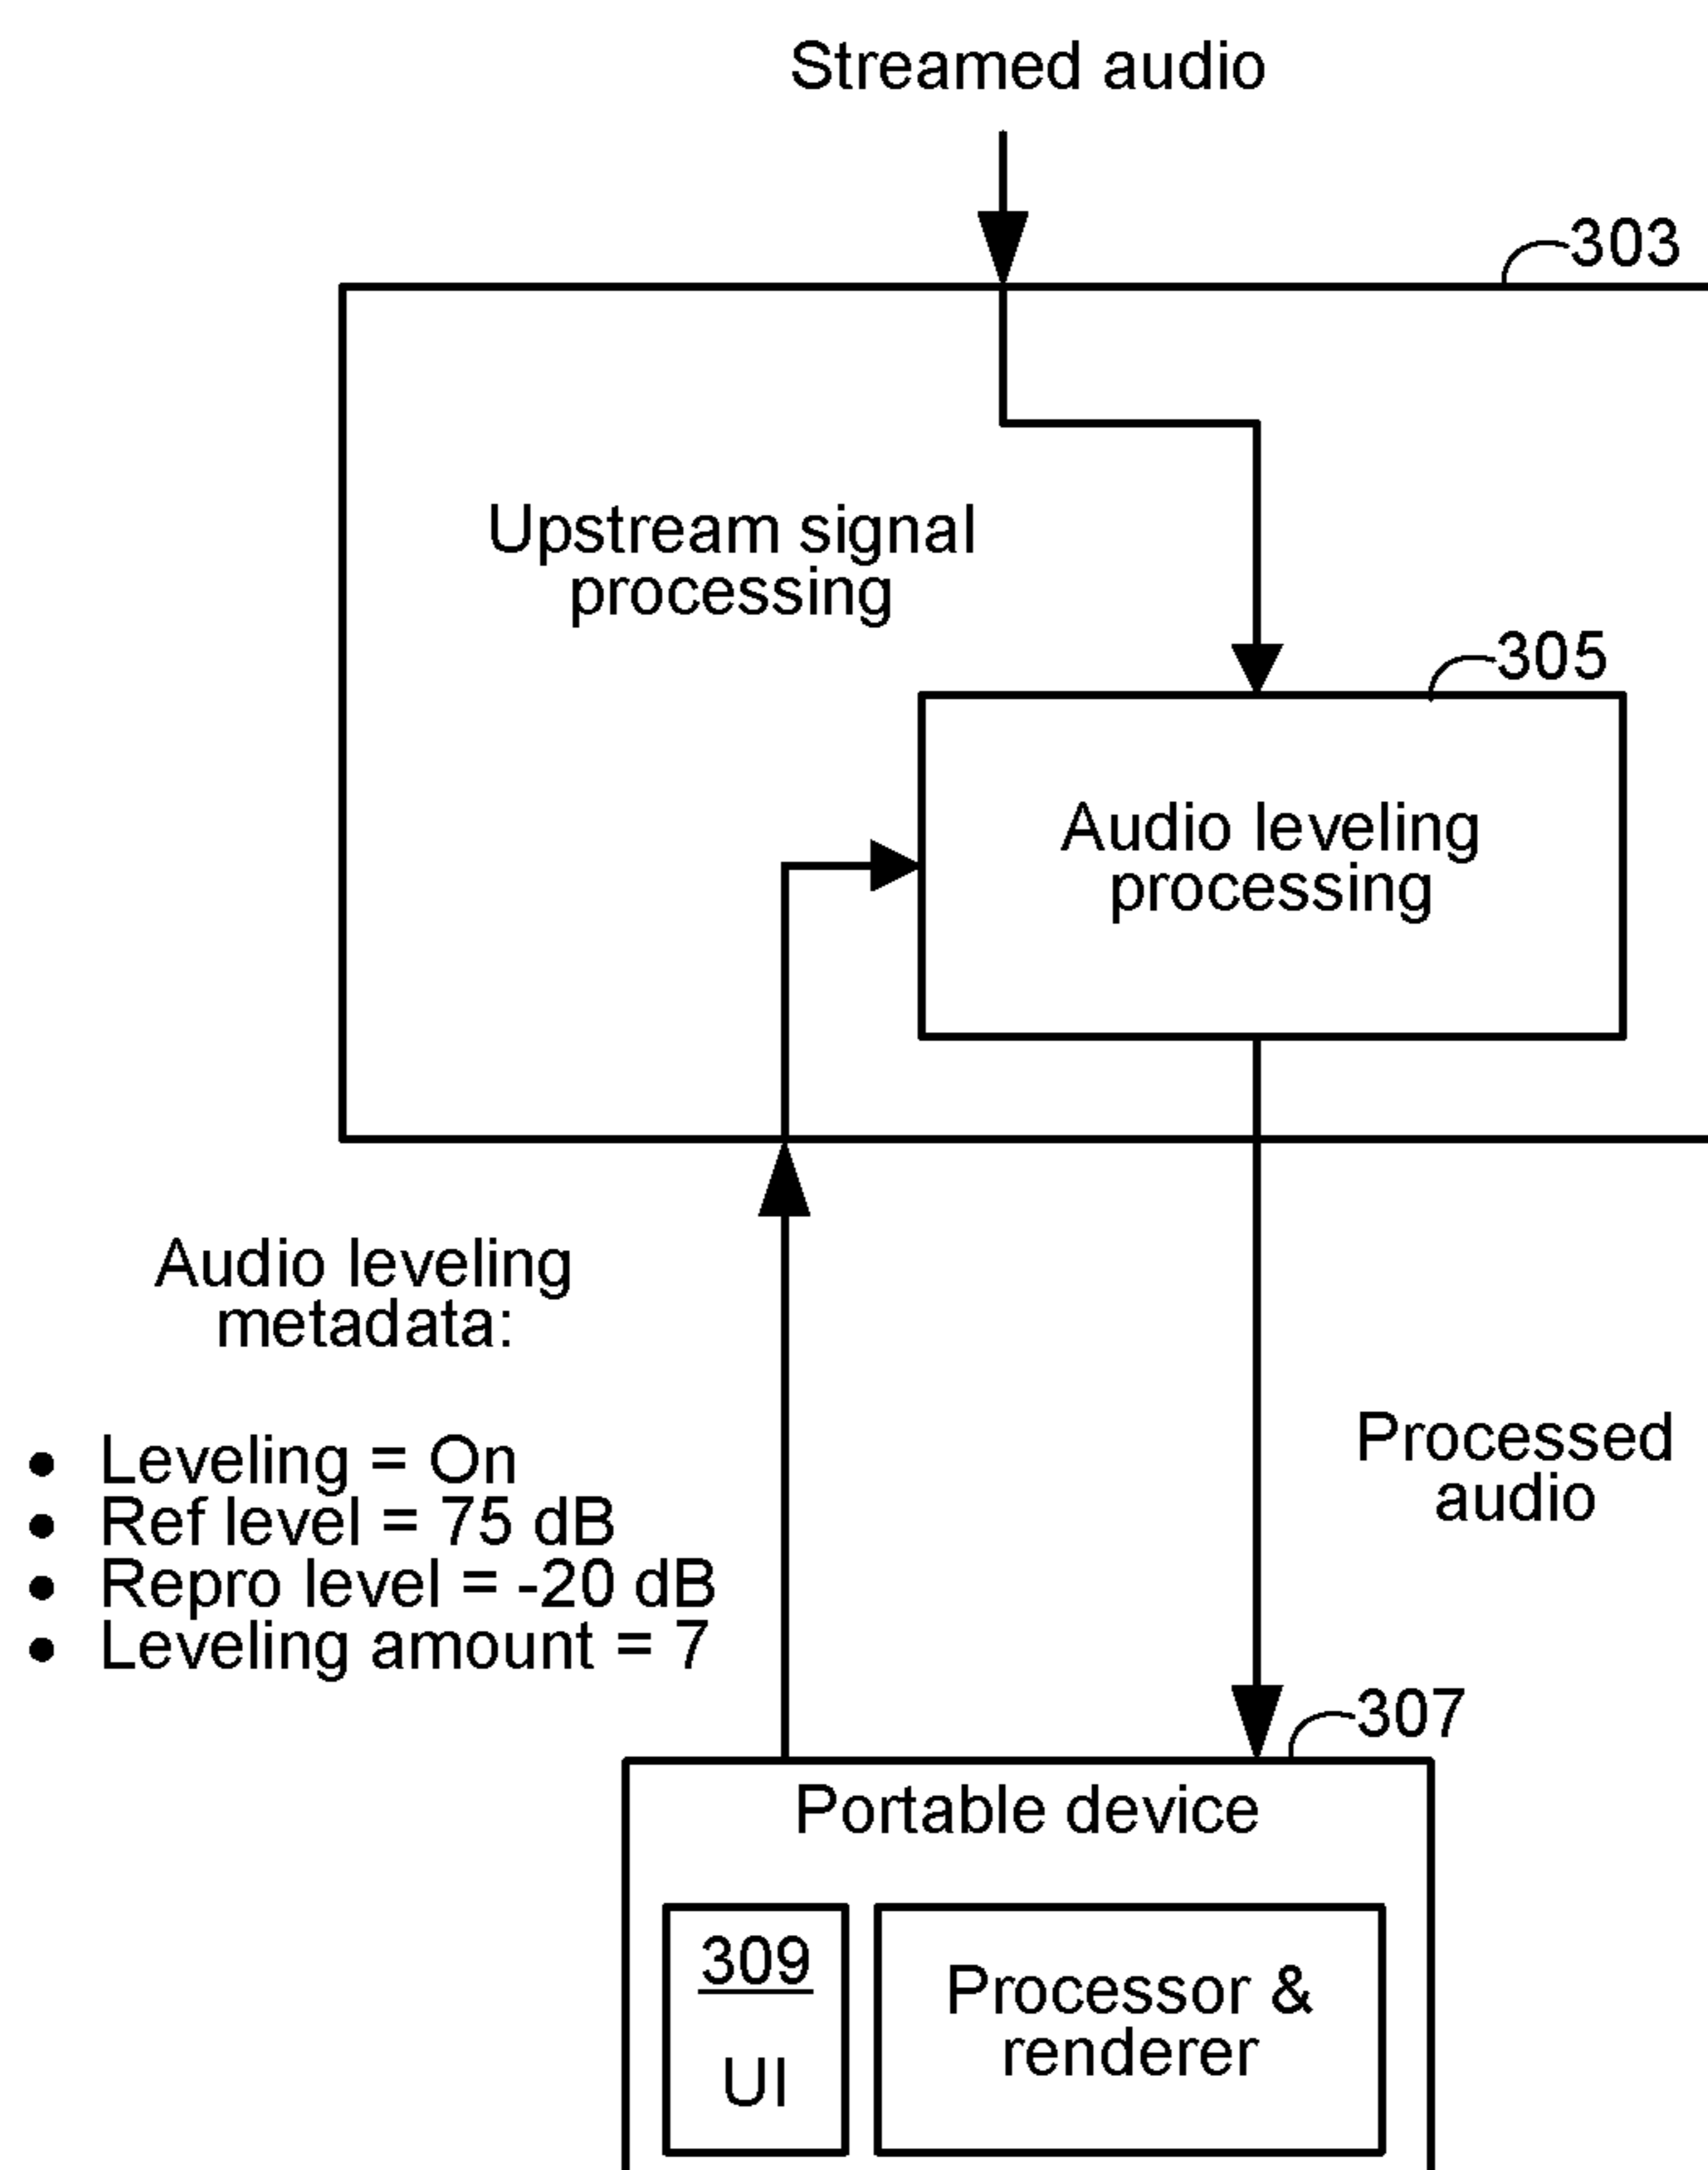 Streamed audio
303
Upstream signal
processing
305
Audio leveling
processing
Audio leveling
metadata:
• Leveling = On
• Ref level = 75 dB
• Repro level = -20 dB
• Leveling amount = 7
Processed
audio
307
Portable device
309
UI
Processor &
renderer